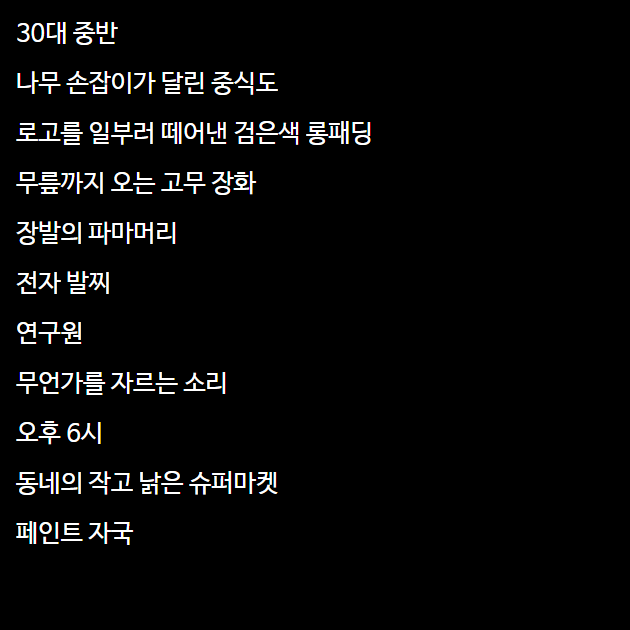 30대 중반
나무 손잡이가 달린 중식도
로고를 일부러 떼어낸 검은색 롱패딩
무릎까지 오는 고무 장화
장발의 파마머리
전자 발찌
연구원
무언가를 자르는 소리
오후 6시
동네의 작고 낡은 슈퍼마켓
페인트 자국